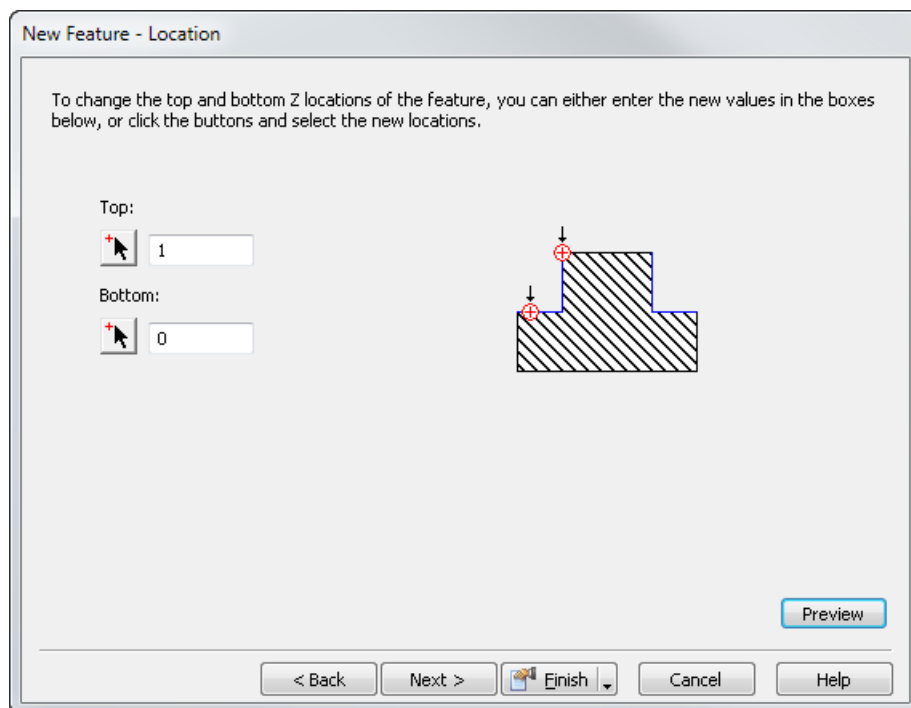 New Feature - Location
To change the top and bottom Z locations of the feature, you can either enter the new values in the boxes
below, or click the buttons and select the new locations.
Top:
1
Bottom:
0
Preview
< Back Next > Finish Cancel Help